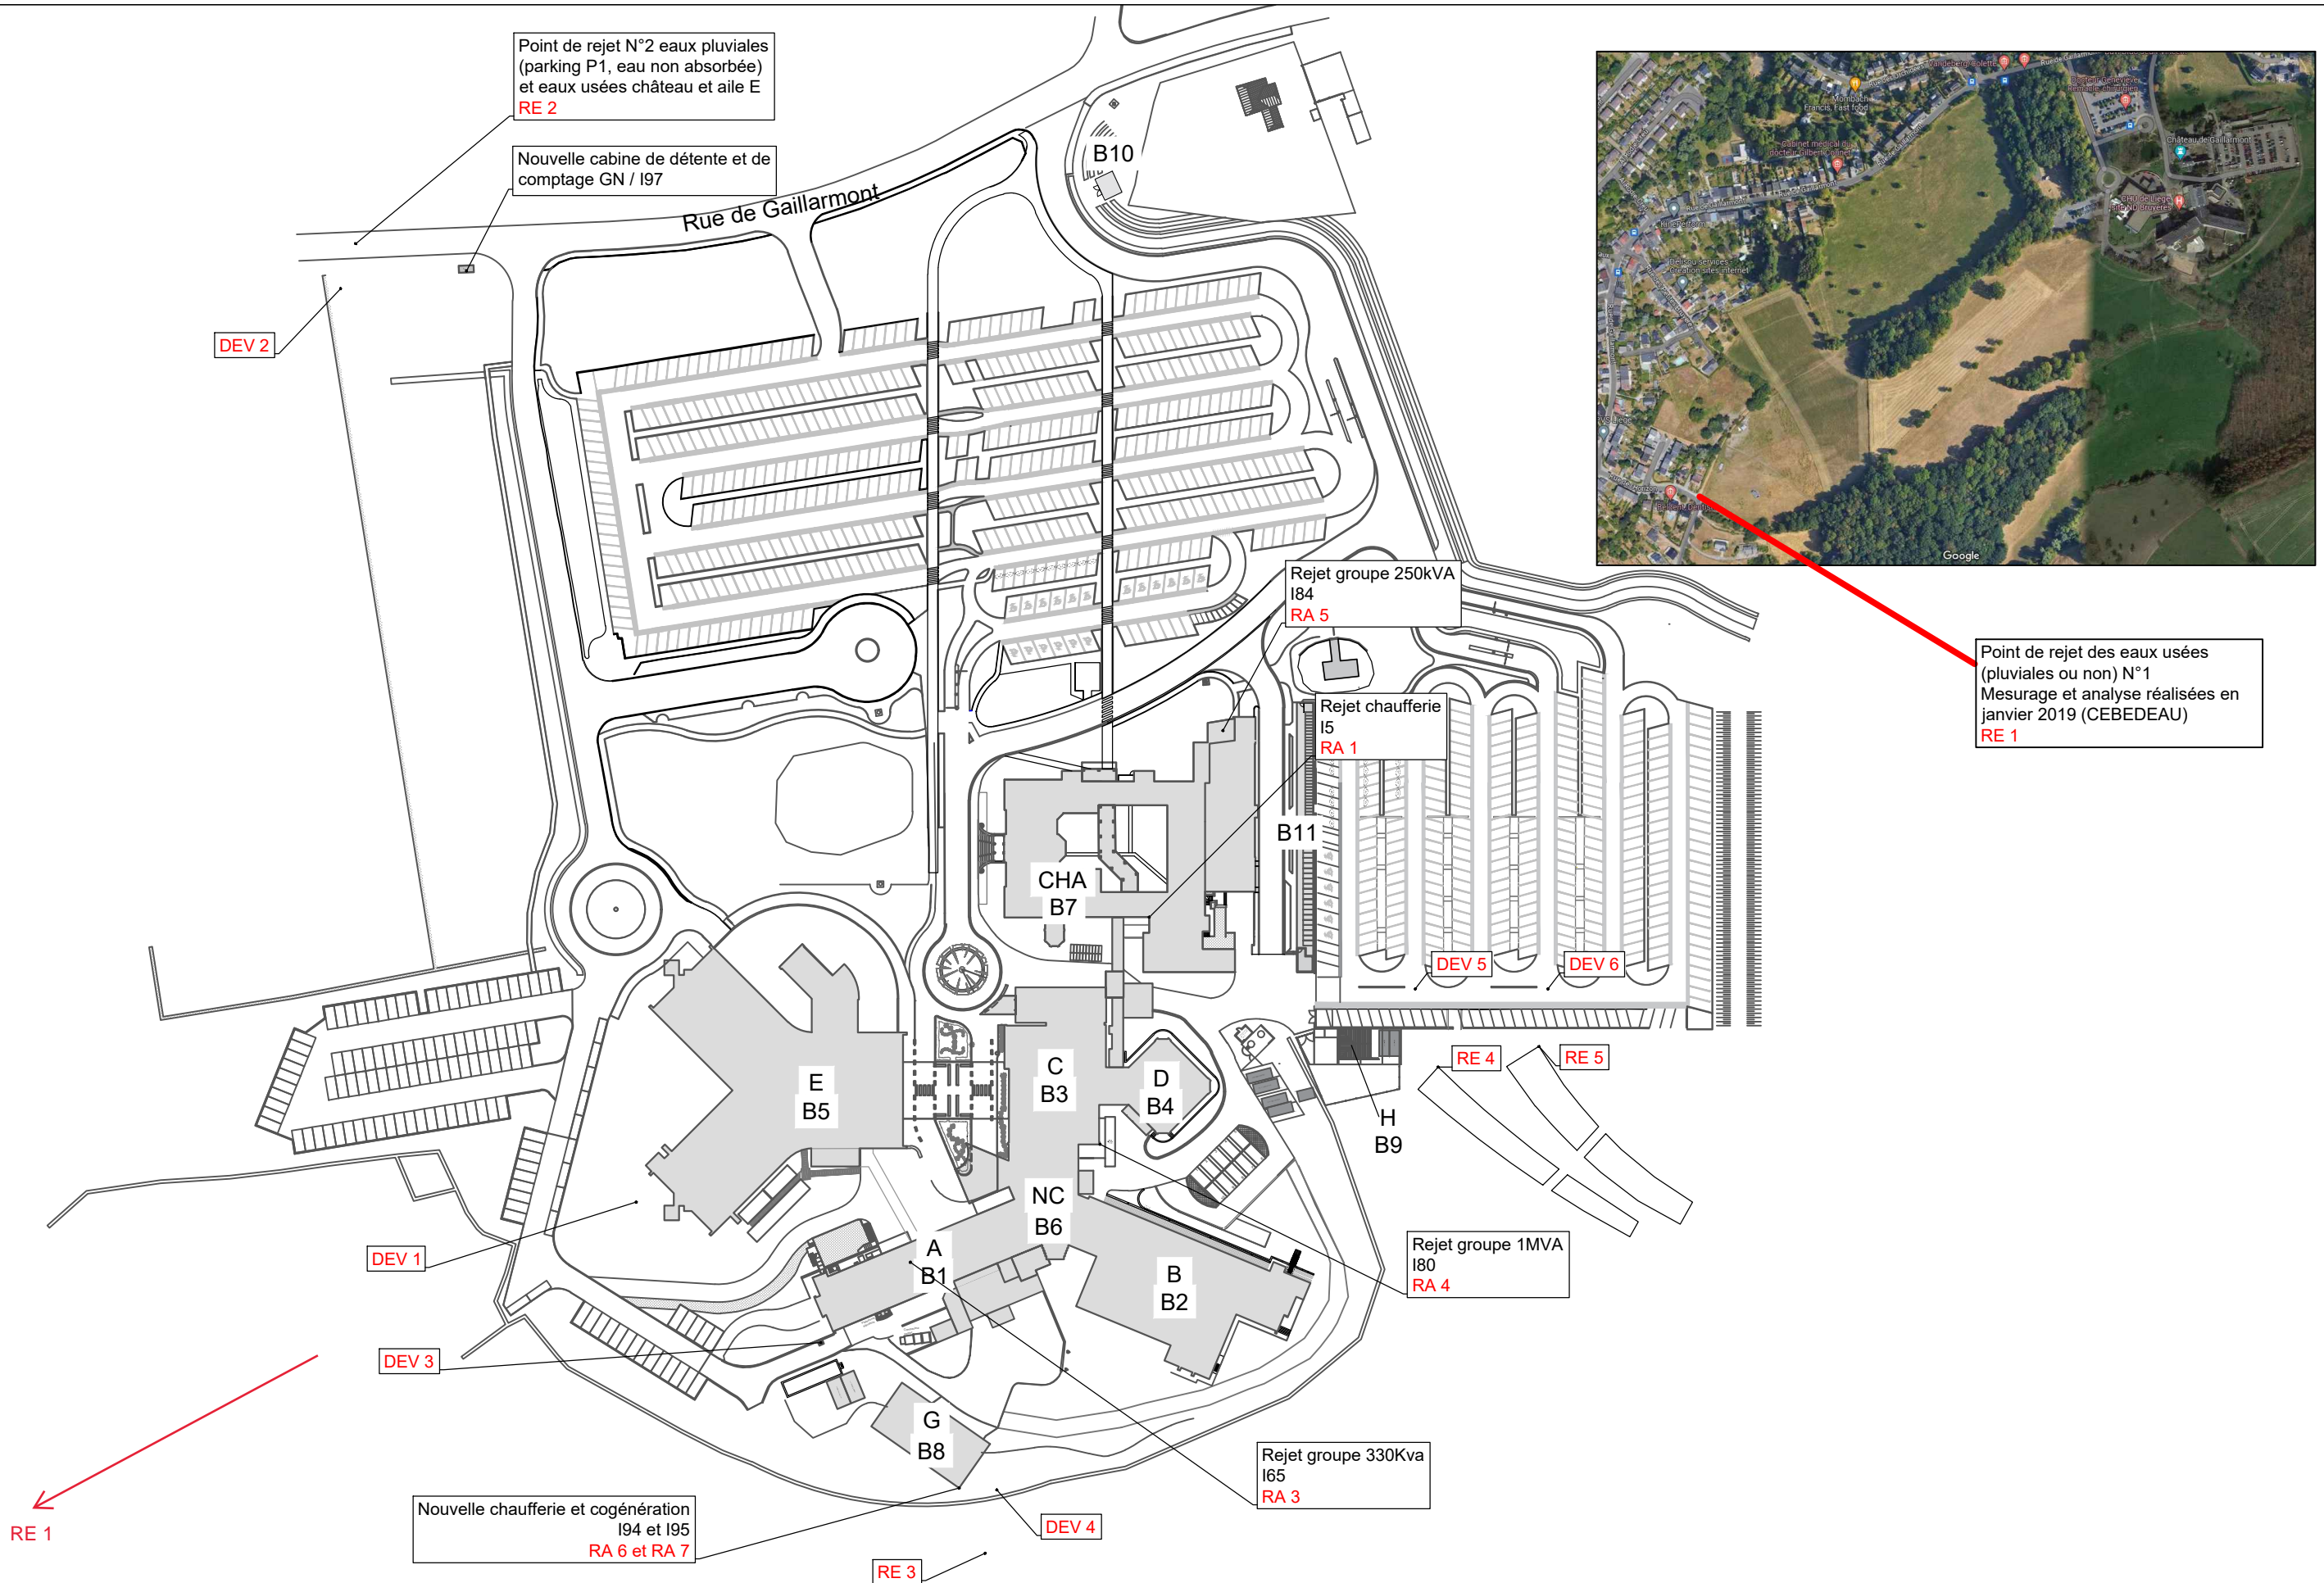 Point de rejet N°2 eaux pluviales
(parking P1, eau non absorbée)
et eaux usées château et aile E
RE 2
Nouvelle cabine de détente et de
comptage GN / I97
Rue de Gaillarmont
B10
DEV 2
Château de Gaillarmont
Google
Rejet groupe 250kVA
I84
RA 5
Point de rejet des eaux usées
(pluviales ou non) N°1
Mesurage et analyse réalisées en
janvier 2019 (CEBEDEAU)
RE 1
Rejet chaufferie
I5
RA 1
B11
CHA
B7
DEV 5
DEV 6
E
B5
C
B3
D
B4
RE 4
RE 5
H
B9
NC
B6
DEV 1
A
B1
B
B2
Rejet groupe 1MVA
I80
RA 4
DEV 3
G
B8
Rejet groupe 330Kva
I65
RA 3
Nouvelle chaufferie et cogénération
I94 et I95
RA 6 et RA 7
DEV 4
RE 1
RE 3